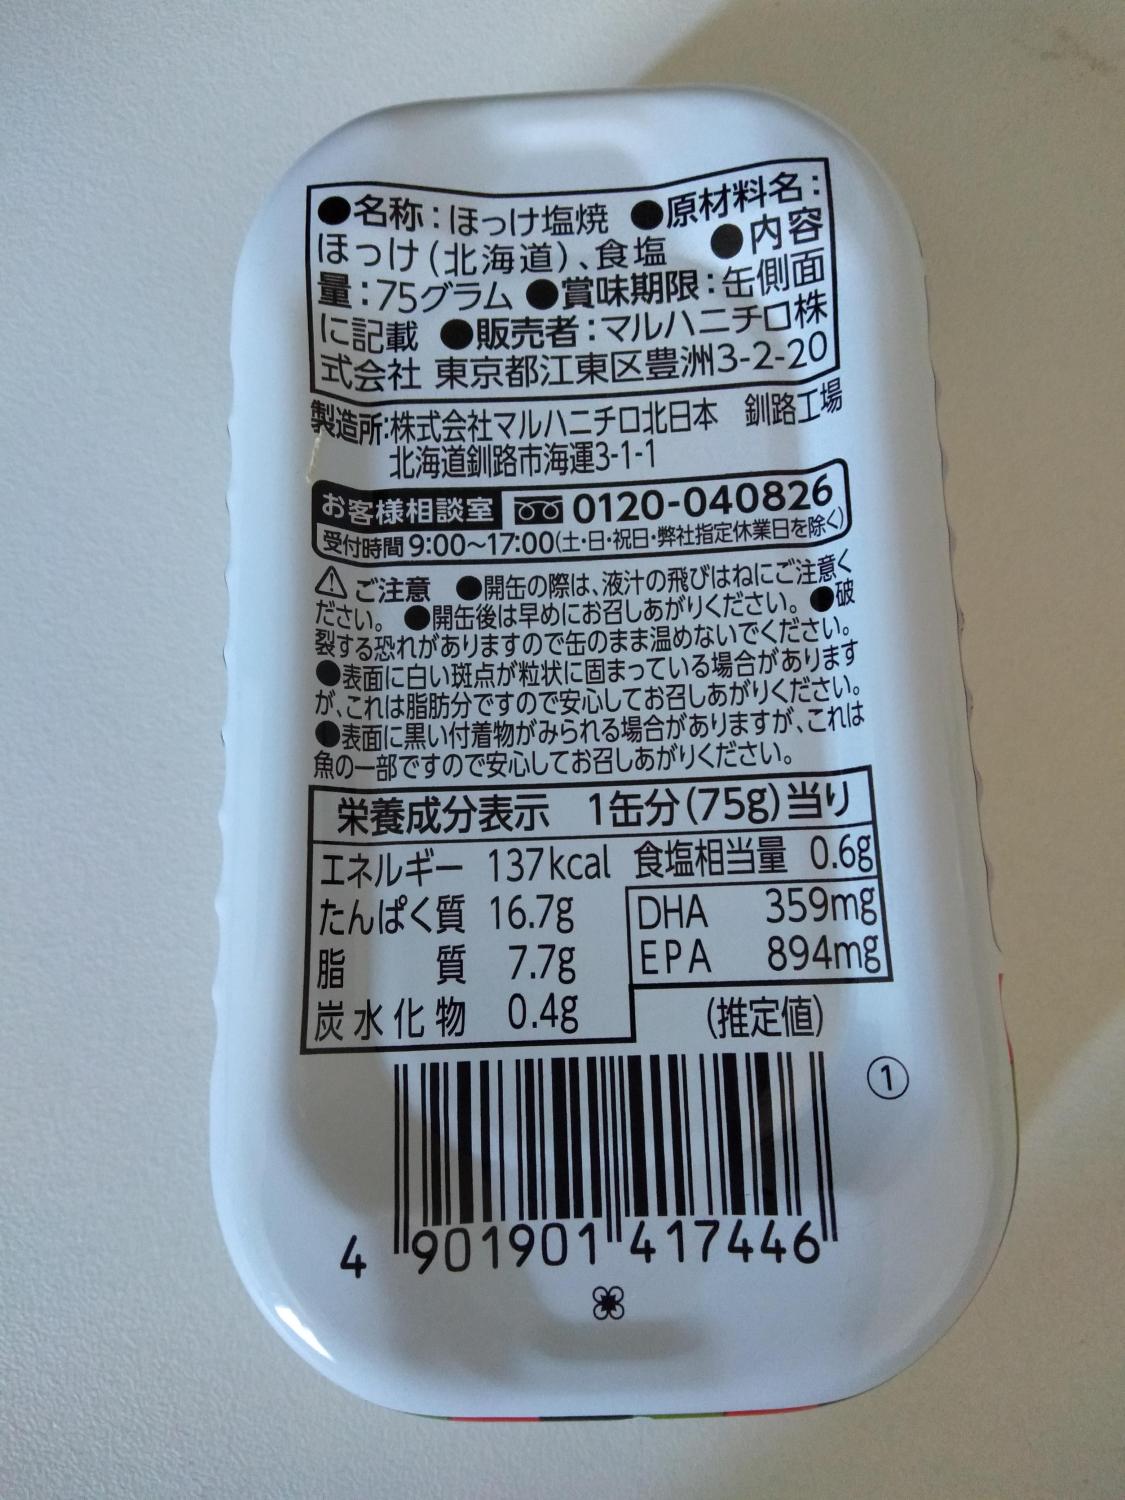 ●名称：ほっけ塩焼 ●原材料名：
ほっけ（北海道）、食塩 ●内容
量：75グラム ●賞味期限：缶側面
に記載 ●販売者：マルハニチロ株
式会社 東京都江東区豊洲3-2-20
製造所：株式会社マルハニチロ北日本 釧路工場
北海道釧路市海運3-1-1
お客様相談室 0120-040826
受付時間 9:00～17:00（土・日・祝日・弊社指定休業日を除く）
⚠ご注意 ●開缶の際は、液汁の飛びはねにご注意く
ださい。 ●開缶後は早めにお召しあがりください。 ●破
裂する恐れがありますので缶のまま温めないでください。
●表面に白い斑点が粒状に固まっている場合があります
が、これは脂肪分ですので安心してお召しあがりください。
●表面に黒い付着物がみられる場合がありますが、これは
魚の一部ですので安心してお召しあがりください。
栄養成分表示 1缶分（75g）当り
エネルギー 137kcal 食塩相当量 0.6g
たんぱく質 16.7g DHA 359mg
脂質 7.7g EPA 894mg
炭水化物 0.4g （推定値）
①
4 901901 417446